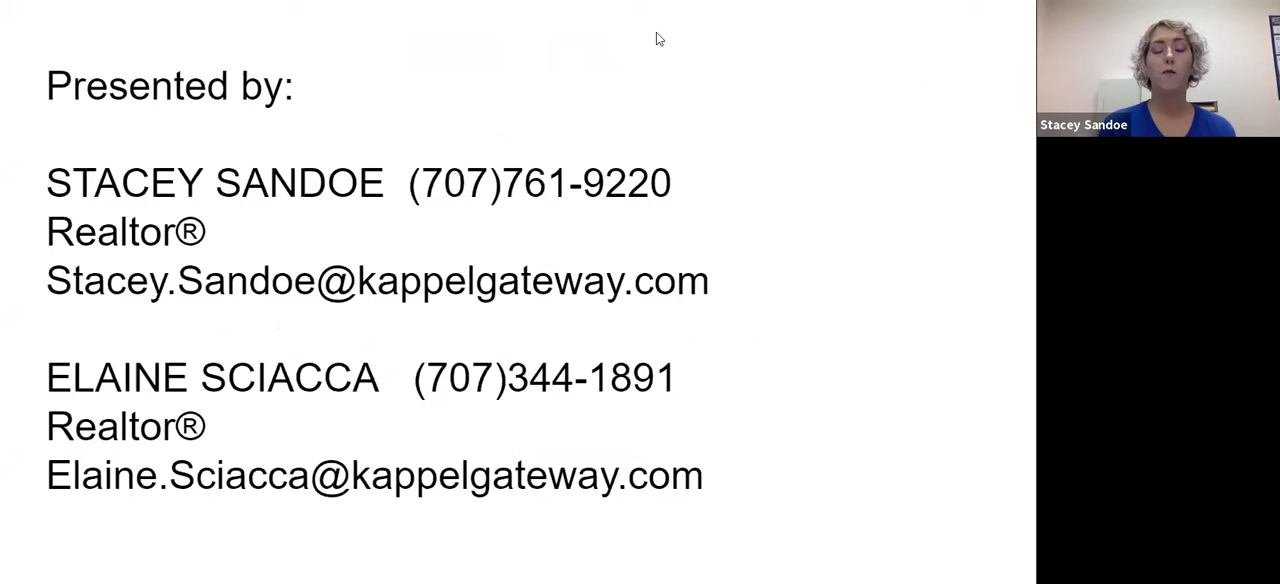 Presented by:
STACEY SANDOE (707)761-9220
Realtor®
Stacey.Sandoe@kappelgateway.com
ELAINE SCIACCA (707)344-1891
Realtor®
Elaine.Sciacca@kappelgateway.com
Stacey Sandoe